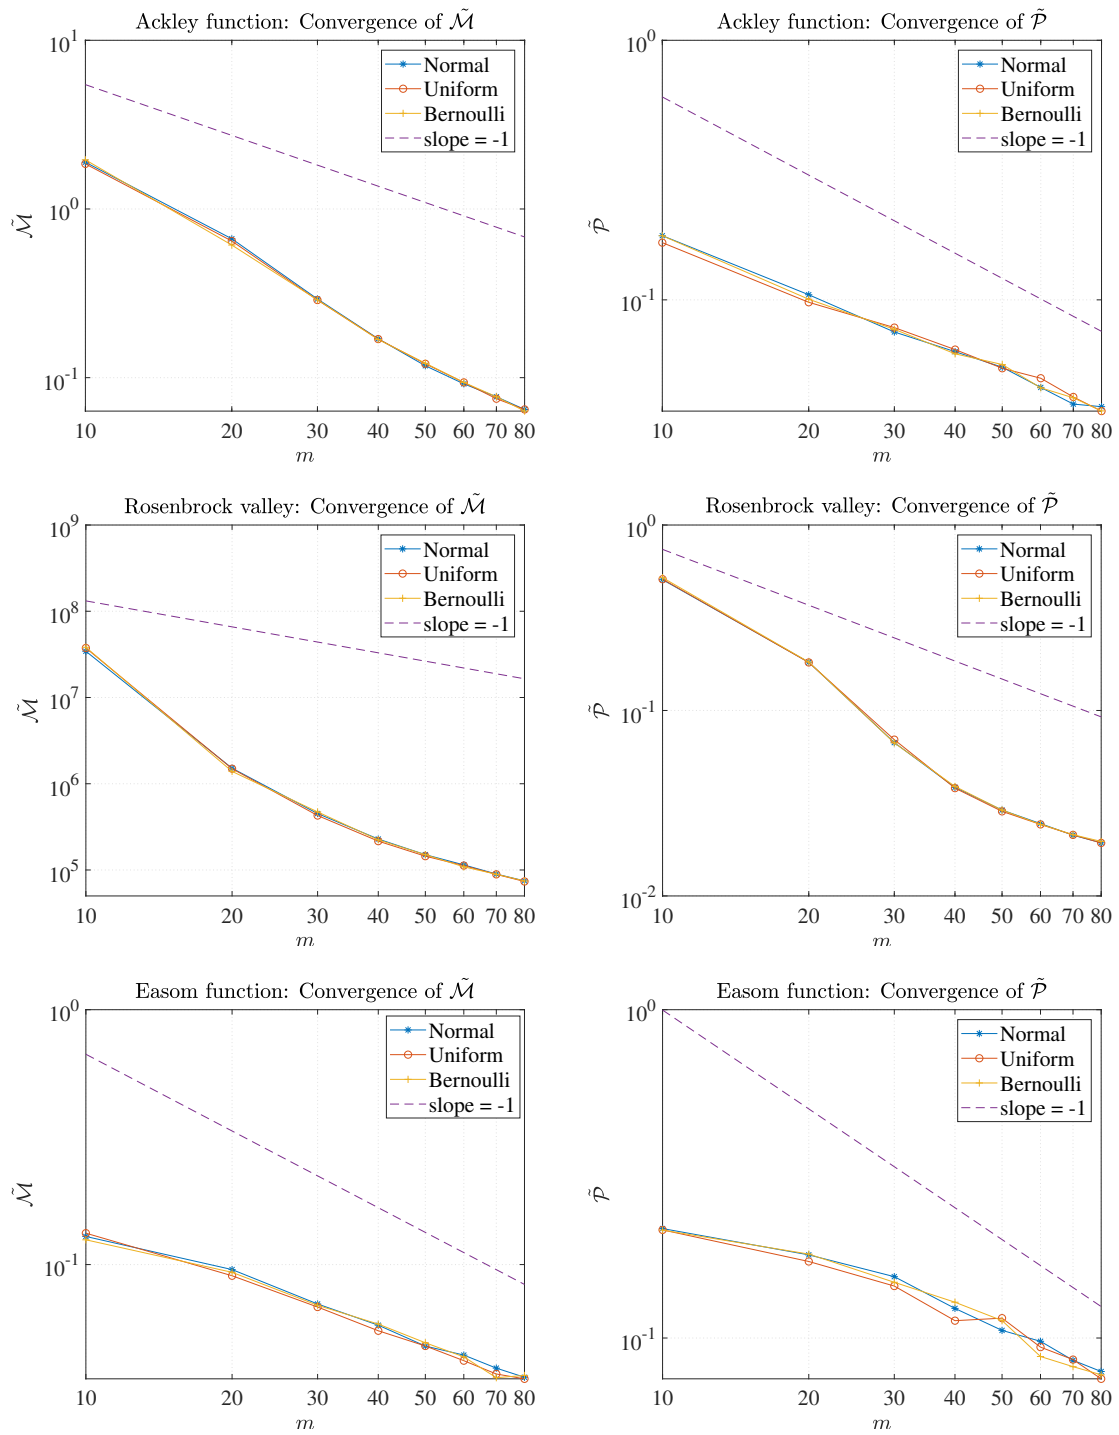 Ackley function: Convergence of M̃
10^1
10^0
10^-1
M̃
Normal
Uniform
Bernoulli
slope = -1
10 20 30 40 50 60 70 80
m
Ackley function: Convergence of P̃
10^0
10^-1
P̃
Normal
Uniform
Bernoulli
slope = -1
10 20 30 40 50 60 70 80
m
Rosenbrock valley: Convergence of M̃
10^9
10^8
10^7
10^6
10^5
M̃
Normal
Uniform
Bernoulli
slope = -1
10 20 30 40 50 60 70 80
m
Rosenbrock valley: Convergence of P̃
10^0
10^-1
10^-2
P̃
Normal
Uniform
Bernoulli
slope = -1
10 20 30 40 50 60 70 80
m
Easom function: Convergence of M̃
10^0
10^-1
M̃
Normal
Uniform
Bernoulli
slope = -1
10 20 30 40 50 60 70 80
m
Easom function: Convergence of P̃
10^0
10^-1
P̃
Normal
Uniform
Bernoulli
slope = -1
10 20 30 40 50 60 70 80
m